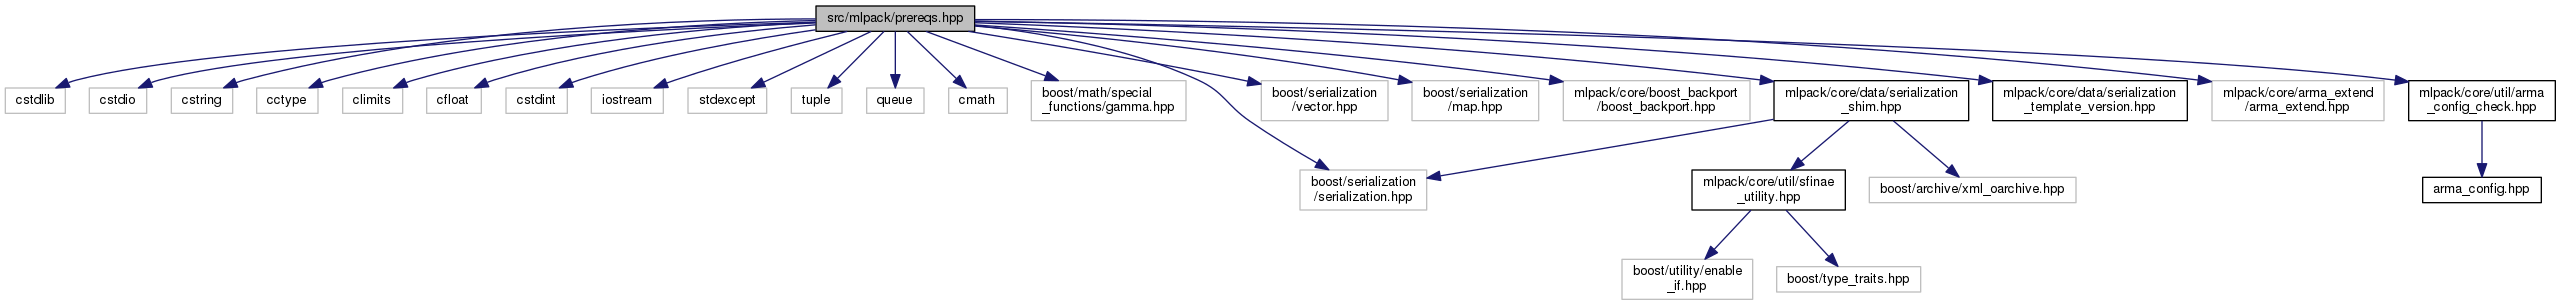 src/mlpack/prereqs.hpp
cstdlib
cstdio
cstring
cctype
climits
cfloat
cstdint
iostream
stdexcept
tuple
queue
cmath
boost/math/special
_functions/gamma.hpp
boost/serialization
/vector.hpp
boost/serialization
/map.hpp
mlpack/core/boost_backport
/boost_backport.hpp
mlpack/core/data/serialization
_shim.hpp
mlpack/core/data/serialization
_template_version.hpp
mlpack/core/arma_extend
/arma_extend.hpp
mlpack/core/util/arma
_config_check.hpp
boost/serialization
/serialization.hpp
mlpack/core/util/sfinae
_utility.hpp
boost/archive/xml_oarchive.hpp
arma_config.hpp
boost/utility/enable
_if.hpp
boost/type_traits.hpp